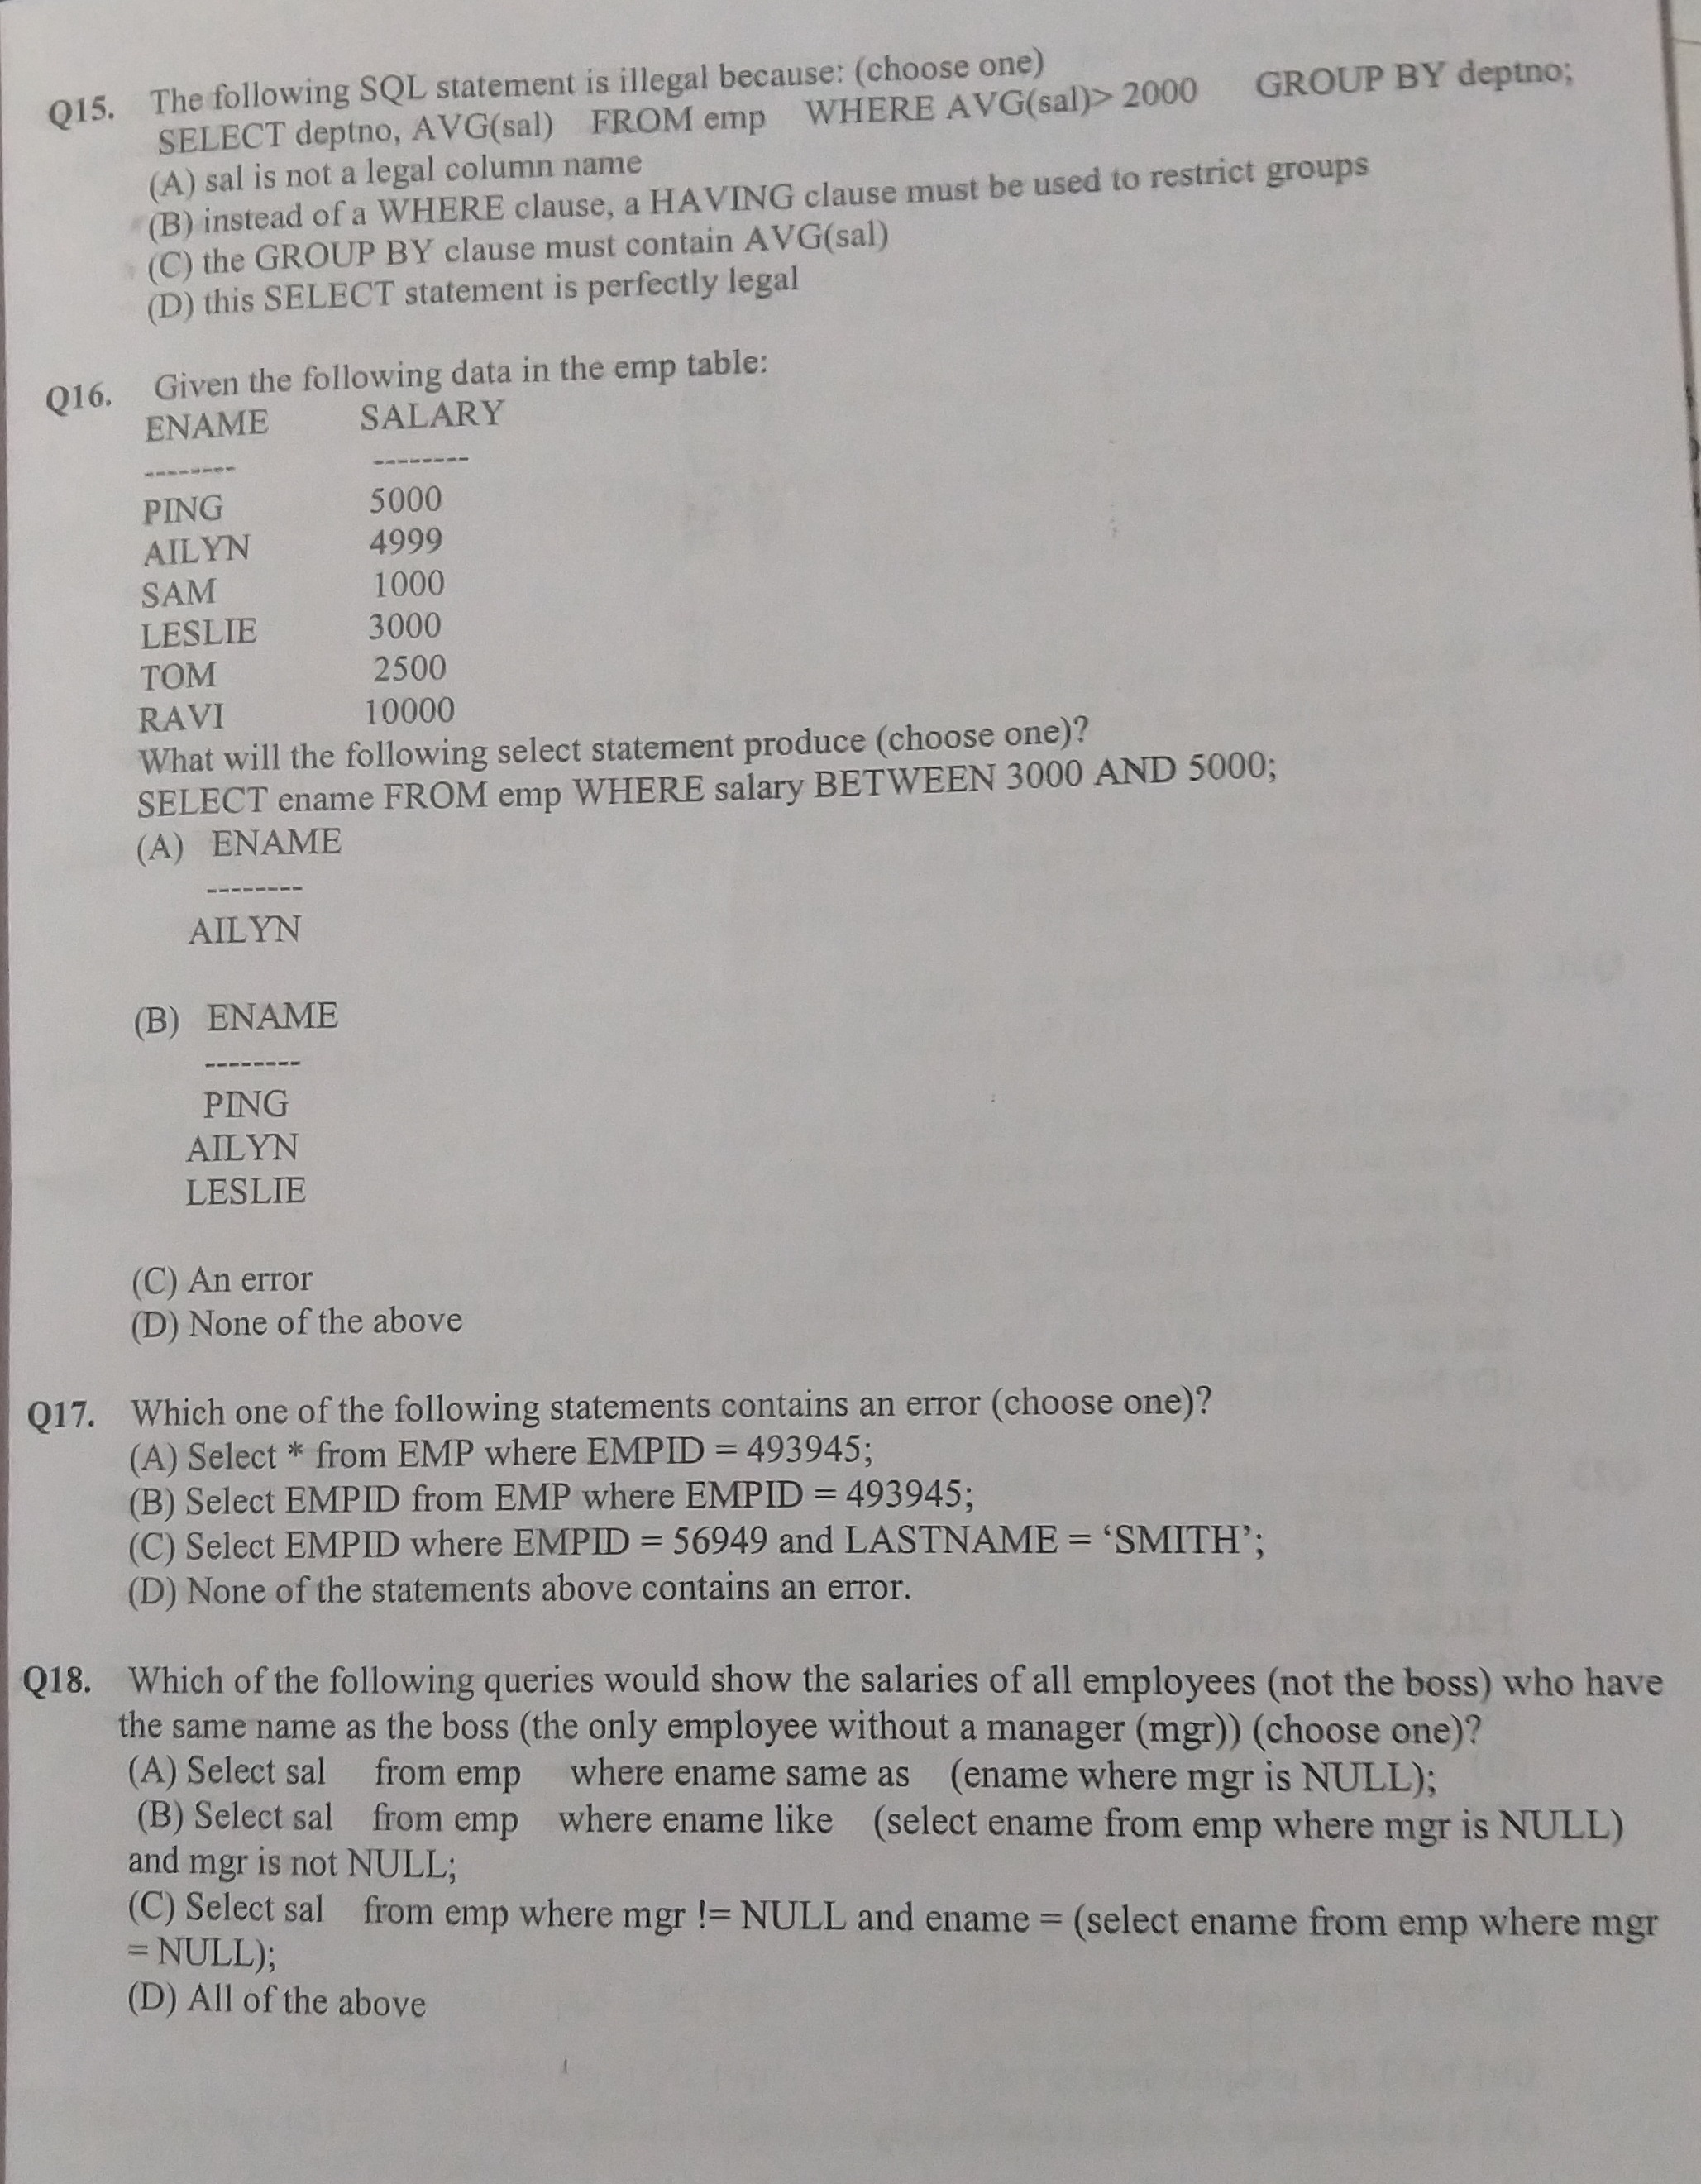 Q15. The following SQL statement is illegal because: (choose one)
SELECT deptno, AVG(sal) FROM emp WHERE AVG(sal)> 2000 GROUP BY deptno;
(A) sal is not a legal column name
(B) instead of a WHERE clause, a HAVING clause must be used to restrict groups
(C) the GROUP BY clause must contain AVG(sal)
(D) this SELECT statement is perfectly legal
Q16. Given the following data in the emp table:
ENAME SALARY
-------- --------
PING 5000
AILYN 4999
SAM 1000
LESLIE 3000
TOM 2500
RAVI 10000
What will the following select statement produce (choose one)?
SELECT ename FROM emp WHERE salary BETWEEN 3000 AND 5000;
(A) ENAME
--------
AILYN
(B) ENAME
--------
PING
AILYN
LESLIE
(C) An error
(D) None of the above
Q17. Which one of the following statements contains an error (choose one)?
(A) Select * from EMP where EMPID = 493945;
(B) Select EMPID from EMP where EMPID = 493945;
(C) Select EMPID where EMPID = 56949 and LASTNAME = ‘SMITH’;
(D) None of the statements above contains an error.
Q18. Which of the following queries would show the salaries of all employees (not the boss) who have
the same name as the boss (the only employee without a manager (mgr)) (choose one)?
(A) Select sal from emp where ename same as (ename where mgr is NULL);
(B) Select sal from emp where ename like (select ename from emp where mgr is NULL)
and mgr is not NULL;
(C) Select sal from emp where mgr != NULL and ename = (select ename from emp where mgr
= NULL);
(D) All of the above